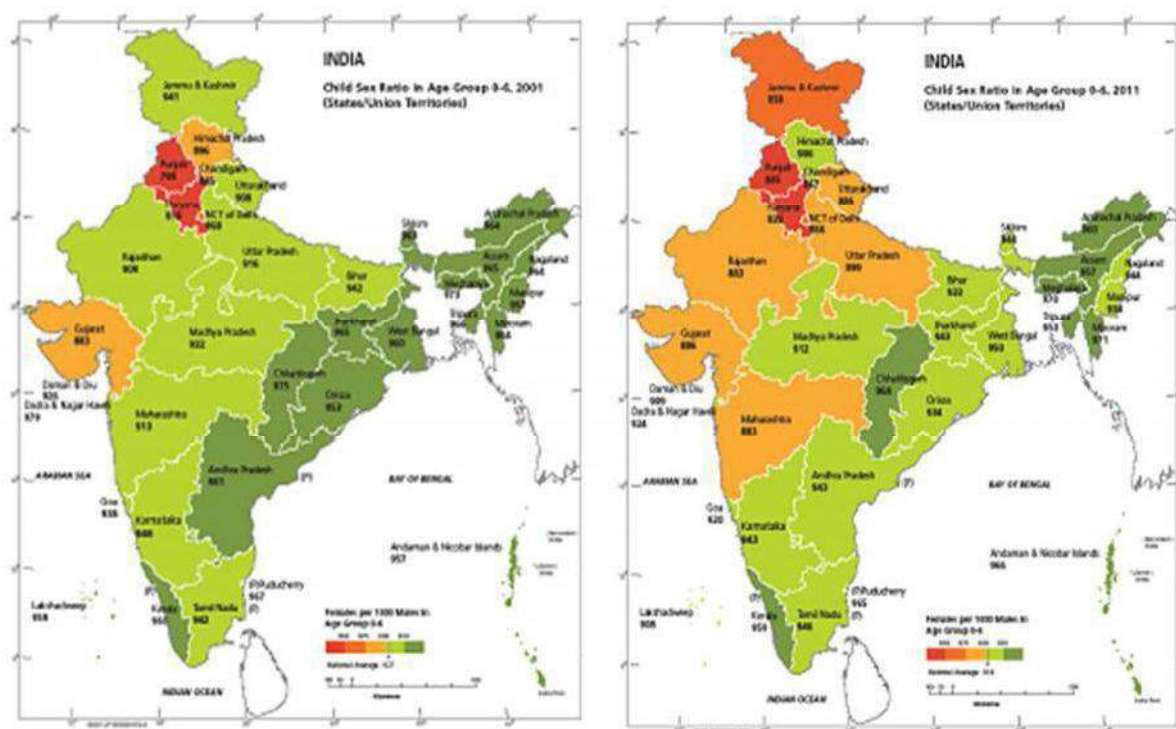 INDIA
Child Sex Ratio in Age Group 0-6, 2001
(States/Union Territories)
Jammu & Kashmir
941
Himachal Pradesh
896
Punjab
Chandigarh
Uttarakhand
908
Haryana
NCT of Delhi
868
Rajasthan
909
Uttar Pradesh
916
Bihar
942
Sikkim
Arunachal Pradesh
964
Assam
965
Nagaland
964
Meghalaya
973
Manipur
957
Tripura
Mizoram
964
Gujarat
883
Madhya Pradesh
932
Jharkhand
West Bengal
960
Chhattisgarh
975
Orissa
953
Daman & Diu
926
Dadra & Nagar Haveli
979
Maharashtra
913
Andhra Pradesh
961
(P)
ARABIAN SEA
BAY OF BENGAL
Goa
938
Karnataka
946
Andaman & Nicobar Islands
957
Lakshadweep
959
(P)
Kerala
Tamil Nadu
942
(P)Puducherry
967
(P)
Females per 1000 Males in
Age Group 0-6
National Average
INDIAN OCEAN
INDIA
Child Sex Ratio in Age Group 0-6, 2011
(States/Union Territories)
Jammu & Kashmir
859
Himachal Pradesh
906
Punjab
Chandigarh
867
Uttarakhand
886
Haryana
NCT of Delhi
866
Rajasthan
883
Uttar Pradesh
899
Bihar
933
Sikkim
944
Arunachal Pradesh
960
Assam
957
Nagaland
944
Meghalaya
970
Manipur
934
Tripura
953
Mizoram
971
Gujarat
886
Madhya Pradesh
912
Jharkhand
943
West Bengal
950
Chhattisgarh
964
Orissa
934
Daman & Diu
909
Dadra & Nagar Haveli
924
Maharashtra
883
Andhra Pradesh
943
(P)
ARABIAN SEA
BAY OF BENGAL
Goa
920
Karnataka
943
Andaman & Nicobar Islands
966
Lakshadweep
908
(P)
Kerala
959
Tamil Nadu
946
(P)Puducherry
965
(P)
Females per 1000 Males in
Age Group 0-6
National Average 914
INDIAN OCEAN